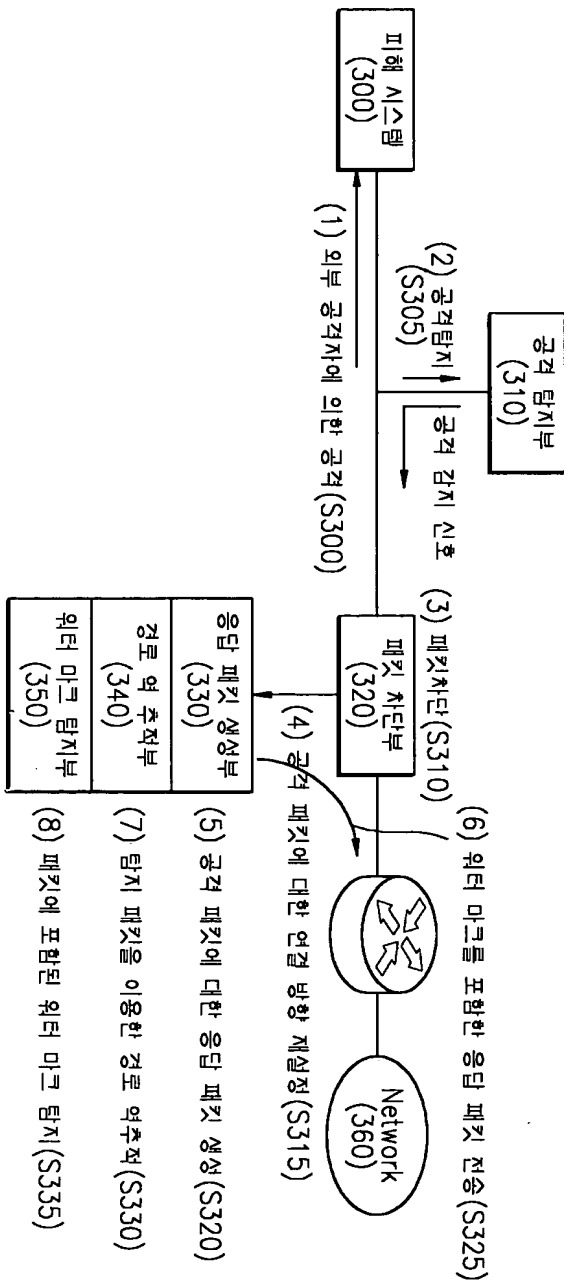 피해 시스템
(300)
(1) 외부 공격자에 의한 공격(S300)
(2) 공격탐지
(S305)
공격 탐지부
(310)
공격 감지 신호
(3) 패킷차단(S310)
패킷 차단부
(320)
(4) 공격 패킷에 대한 연결 방향 재설정(S315)
응답 패킷 생성부
(330)
경로 역 추적부
(340)
워터 마크 탐지부
(350)
(5) 공격 패킷에 대한 응답 패킷 생성(S320)
(6) 워터 마크를 포함한 응답 패킷 전송(S325)
(7) 탐지 패킷을 이용한 경로 역추적(S330)
(8) 패킷에 포함된 워터 마크 탐지(S335)
Network
(360)